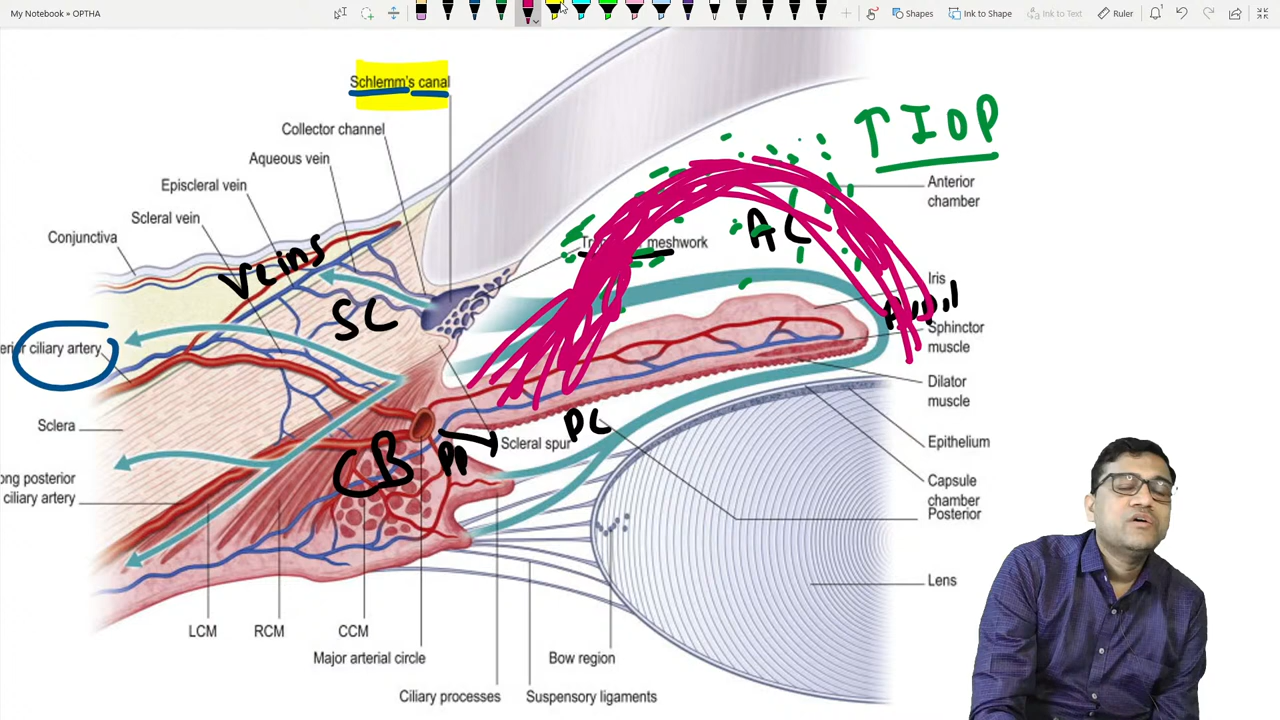 My Notebook » OPTHA
Shapes
Ink to Shape
Ink to Text
Ruler
Schlemm's canal
↑ IOP
Collector channel
Aqueous vein
Episcleral vein
Scleral vein
Conjunctiva
Veins
SC
Anterior
chamber
meshwork
AC
Iris
Sphinctor
muscle
ciliary artery
Dilator
muscle
Sclera
PC
Scleral spur
CB
PP
Epithelium
Capsule
chamber
Posterior
ong posterior
ciliary artery
Lens
LCM
RCM
CCM
Major arterial circle
Bow region
Ciliary processes
Suspensory ligaments